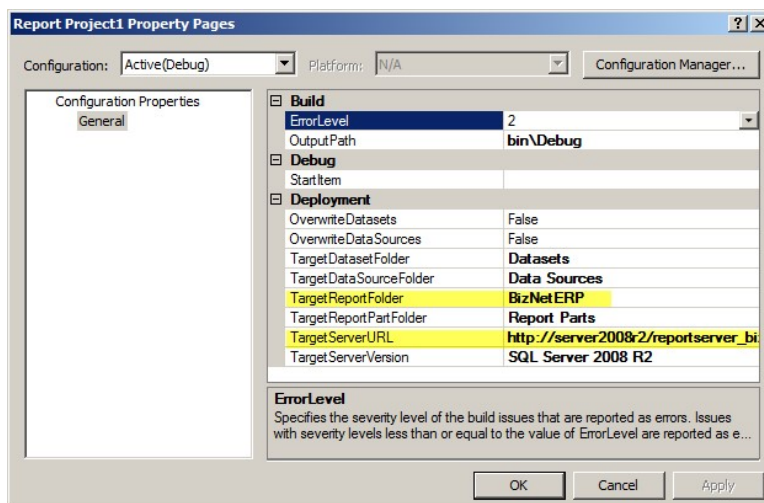 Report Project1 Property Pages
Configuration: Active(Debug) Platform: N/A Configuration Manager...
Configuration Properties
General
Build
ErrorLevel 2
OutputPath bin\Debug
Debug
StartItem
Deployment
OverwriteDatasets False
OverwriteDataSources False
TargetDatasetFolder Datasets
TargetDataSourceFolder Data Sources
TargetReportFolder BizNetERP
TargetReportPartFolder Report Parts
TargetServerURL http://server2008r2/reportserver_bi
TargetServerVersion SQL Server 2008 R2
ErrorLevel
Specifies the severity level of the build issues that are reported as errors. Issues
with severity levels less than or equal to the value of ErrorLevel are reported as e...
OK Cancel Apply